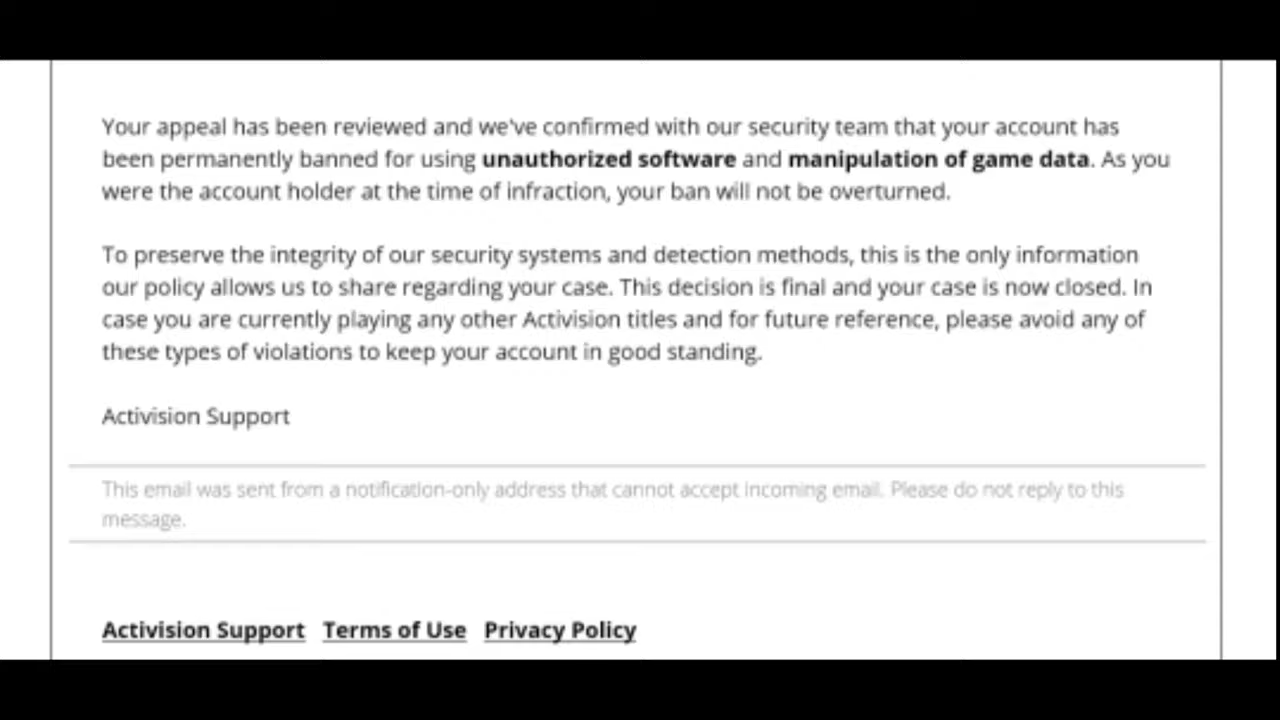 Your appeal has been reviewed and we've confirmed with our security team that your account has
been permanently banned for using unauthorized software and manipulation of game data. As you
were the account holder at the time of infraction, your ban will not be overturned.
To preserve the integrity of our security systems and detection methods, this is the only information
our policy allows us to share regarding your case. This decision is final and your case is now closed. In
case you are currently playing any other Activision titles and for future reference, please avoid any of
these types of violations to keep your account in good standing.
Activision Support
This email was sent from a notification-only address that cannot accept incoming email. Please do not reply to this
message.
Activision Support Terms of Use Privacy Policy